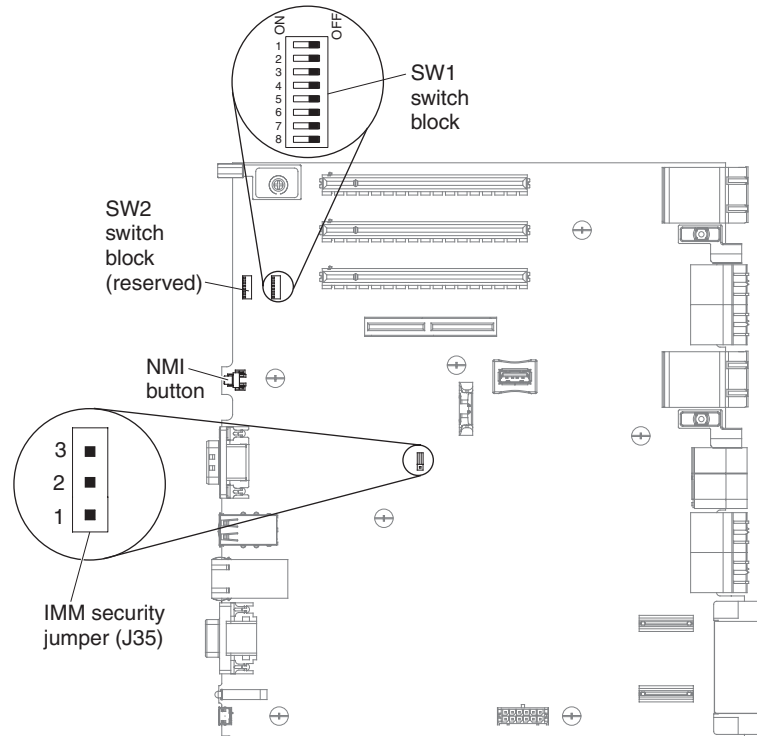 ON
OFF
1
2
3
4
5
6
7
8
SW1
switch
block
SW2
switch
block
(reserved)
NMI
button
3
2
1
IMM security
jumper (J35)